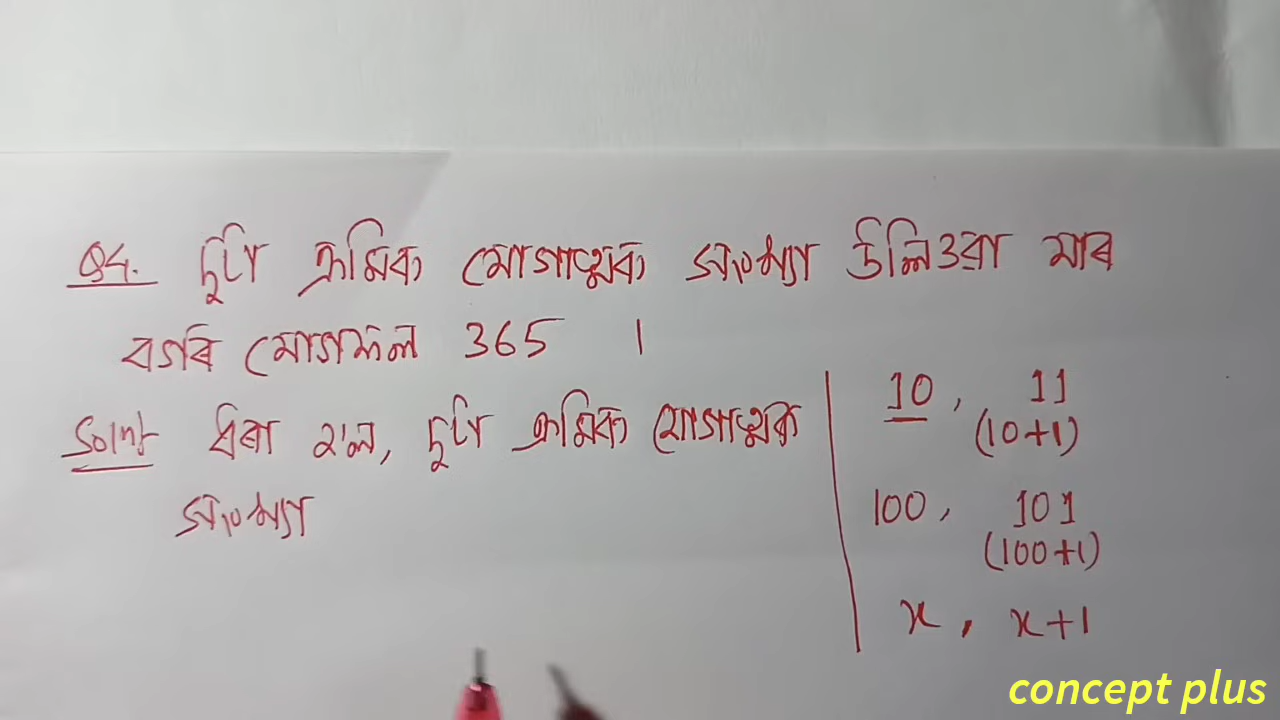 Q4. দুটা ক্ৰমিক যোগাত্মক সংখ্যা উলিওৱা যাৰ
বৰ্গৰ যোগফল 365 ।
Solⁿ ধৰা হ'ল, দুটা ক্ৰমিক যোগাত্মক
সংখ্যা
10, 11
(10+1)
100, 101
(100+1)
x, x+1
concept plus